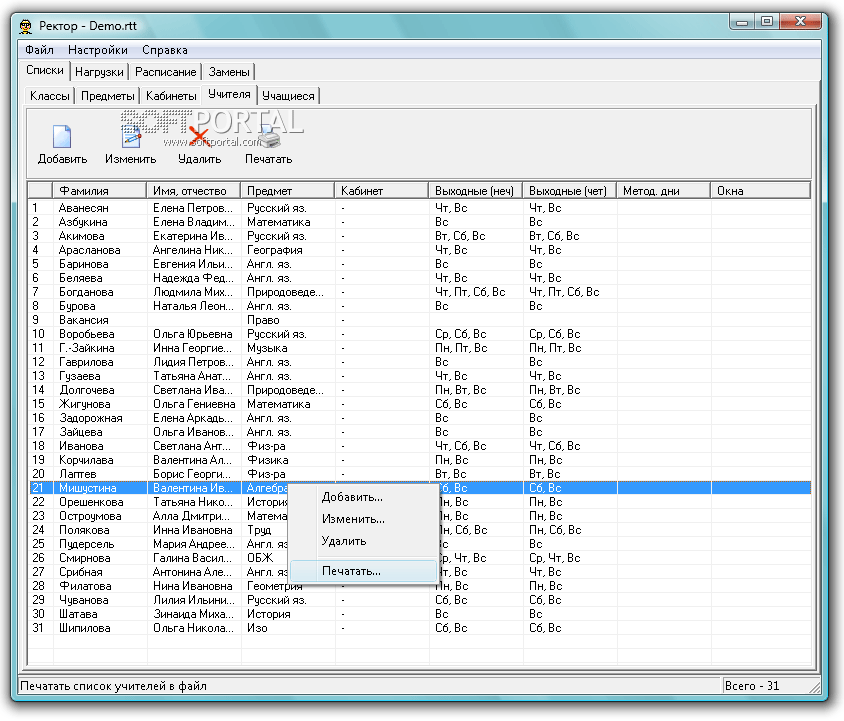 Ректор - Demo.rtt
Файл Настройки Справка
Списки Нагрузки Расписание Замены
Классы Предметы Кабинеты Учителя Учащиеся
SOFTPORTAL
www.softportal.com
Добавить Изменить Удалить Печатать
Фамилия Имя, отчество Предмет Кабинет Выходные (неч) Выходные (чет) Метод. дни Окна
1 Аванесян Елена Петров... Русский яз. - Чт, Вс Чт, Вс
2 Азбукина Елена Владим... Математика - Вс Вс
3 Акимова Екатерина Ив... Русский яз. - Вт, Сб, Вс Вт, Сб, Вс
4 Арасланова Ангелина Ник... География - Чт, Вс Чт, Вс
5 Баринова Евгения Ильи... Англ. яз. - Вс Вс
6 Беляева Надежда Фед... Англ. яз. - Чт, Вс Чт, Вс
7 Богданова Людмила Мих... Природоведе... - Чт, Пт, Сб, Вс Чт, Пт, Сб, Вс
8 Бурова Наталья Леон... Англ. яз. - Вс Вс
9 Вакансия Право -
10 Воробьева Ольга Юрьевна Русский яз. - Ср, Сб, Вс Ср, Сб, Вс
11 Г.-Зайкина Инна Георгие... Музыка - Пн, Пт, Вс Пн, Пт, Вс
12 Гаврилова Лидия Петров... Англ. яз. - Вс Вс
13 Гузаева Татьяна Анат... Англ. яз. - Чт, Вс Чт, Вс
14 Долгочева Светлана Ива... Природоведе... - Пн, Вт, Вс Пн, Вт, Вс
15 Жигунова Ольга Гениевна Математика - Сб, Вс Сб, Вс
16 Задорожная Елена Аркадь... Англ. яз. - Вс Вс
17 Зайцева Ольга Иванов... Англ. яз. - Вс Вс
18 Иванова Светлана Ант... Физ-ра - Чт, Сб, Вс Чт, Сб, Вс
19 Корчилава Валентина Ал... Физика - Пн, Вс Пн, Вс
20 Лаптев Борис Георги... Физ-ра - Вт, Вс Вт, Вс
21 Мишустина Валентина Ив... Алгебра Сб, Вс Сб, Вс
22 Орешенкова Татьяна Нико... История Пн, Вс Пн, Вс
23 Остроумова Алла Дмитри... Матема Пн, Вс Пн, Вс
24 Полякова Инна Ивановна Труд Пн, Сб, Вс Пн, Сб, Вс
25 Пудерсель Мария Андрее... Англ. яз Вс Вс
26 Смирнова Галина Васил... ОБЖ Ср, Чт, Вс Ср, Чт, Вс
27 Срибная Антонина Але... Англ. яз Чт, Вс Чт, Вс
28 Филатова Нина Ивановна Геометрия - Пн, Вс Пн, Вс
29 Чуванова Лилия Ильини... Русский яз. - Сб, Вс Сб, Вс
30 Шатава Зинаида Миха... История - Вс Вс
31 Шипилова Ольга Никола... Изо - Сб, Вс Сб, Вс
Добавить...
Изменить...
Удалить
Печатать...
Печатать список учителей в файл Всего - 31